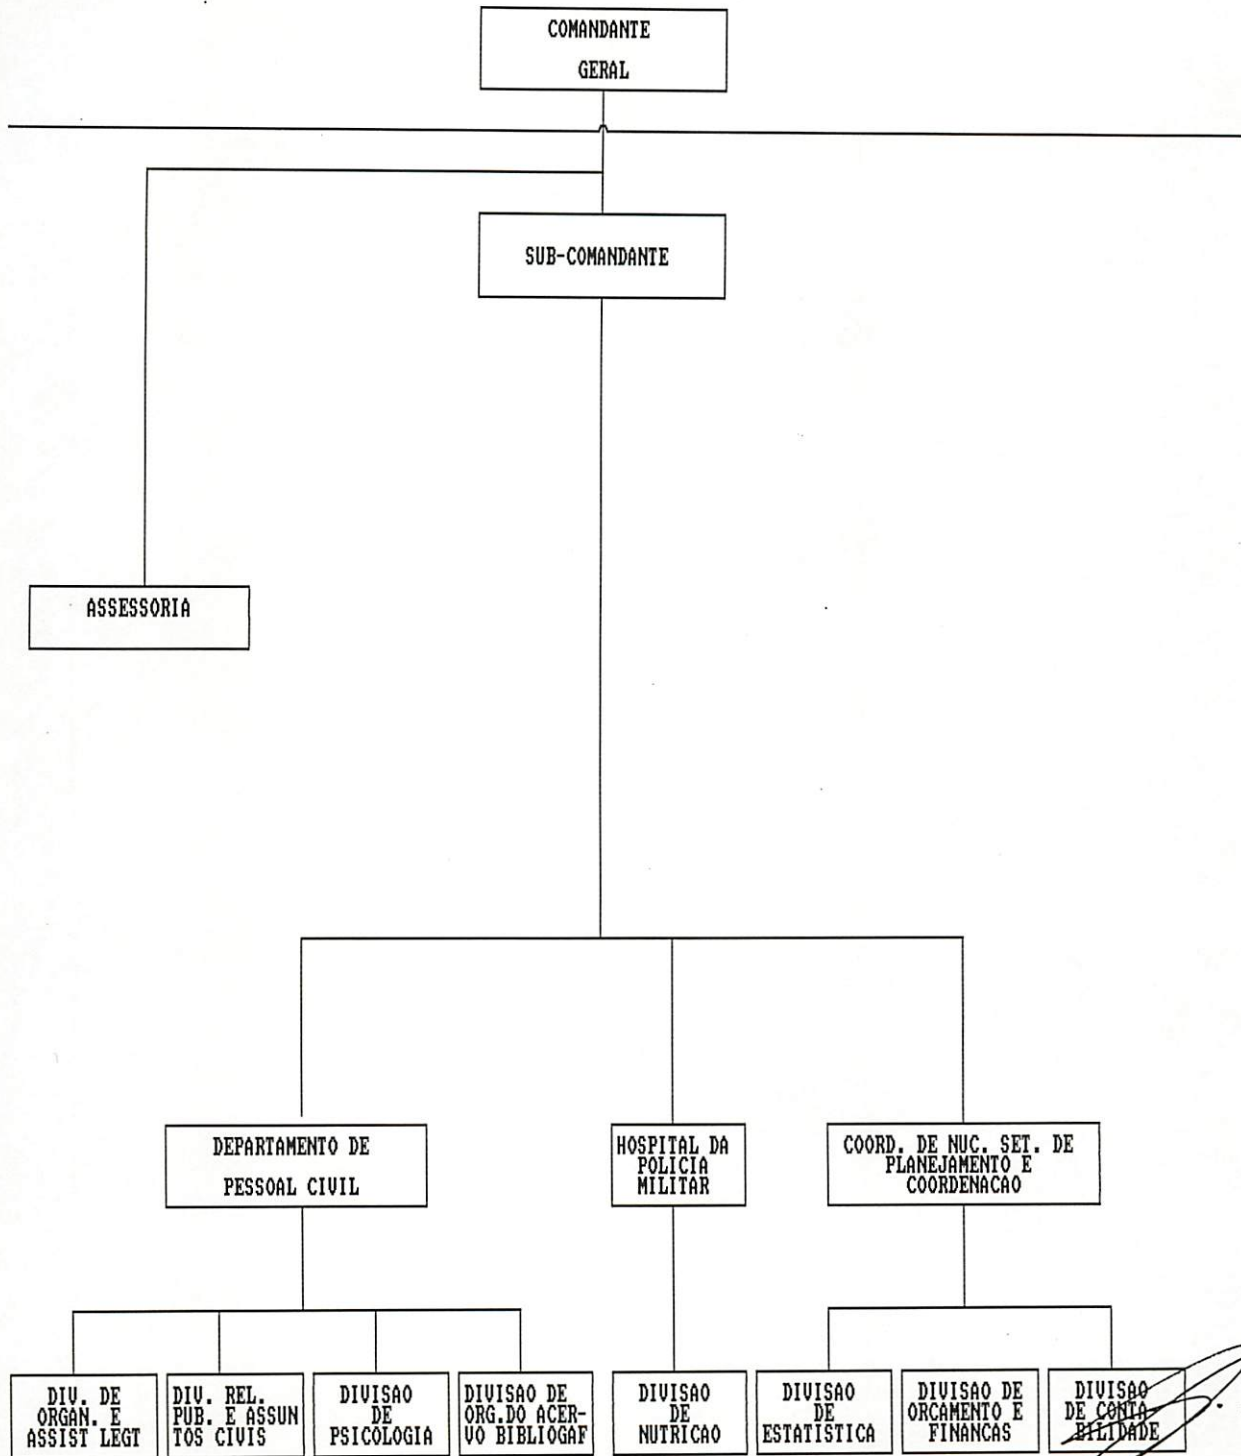 COMANDANTE
GERAL
SUB-COMANDANTE
ASSESSORIA
DEPARTAMENTO DE
PESSOAL CIVIL
HOSPITAL DA
POLICIA
MILITAR
COORD. DE NUC. SET. DE
PLANEJAMENTO E
COORDENACAO
DIV. DE
ORGAN. E
ASSIST LEGT
DIV. REL.
PUB. E ASSUN
TOS CIVIS
DIVISAO
DE
PSICOLOGIA
DIVISAO DE
ORG.DO ACER-
VO BIBLIOGAF
DIVISAO
DE
NUTRICAO
DIVISAO
DE
ESTATISTICA
DIVISAO DE
ORCAMENTO E
FINANCAS
DIVISAO
DE CONTA-
BILIDADE